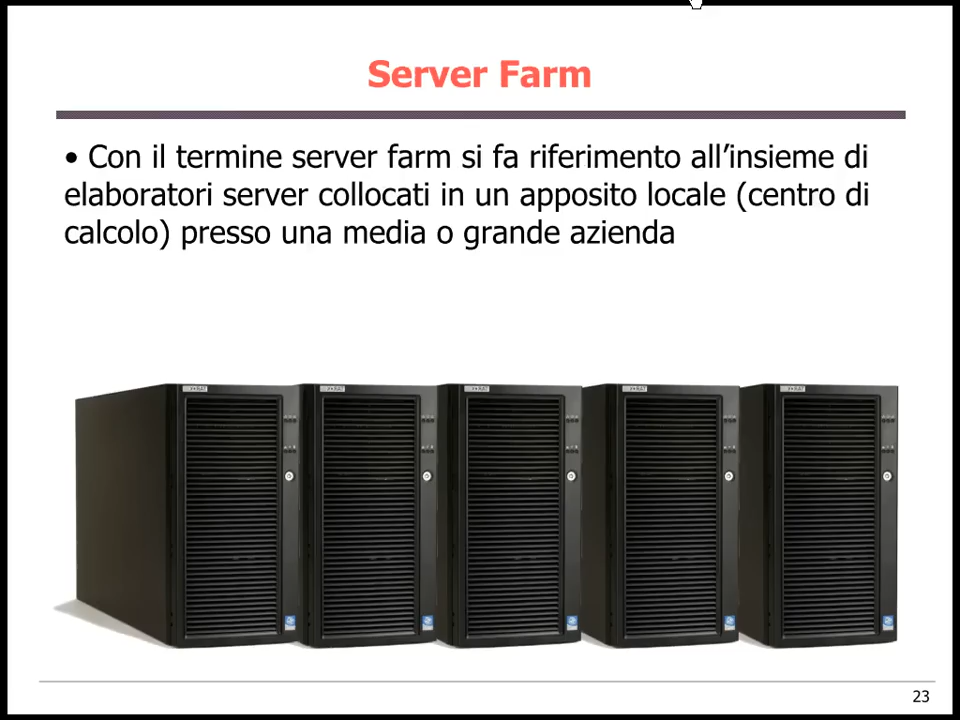 Server Farm
• Con il termine server farm si fa riferimento all’insieme di
elaboratori server collocati in un apposito locale (centro di
calcolo) presso una media o grande azienda
23